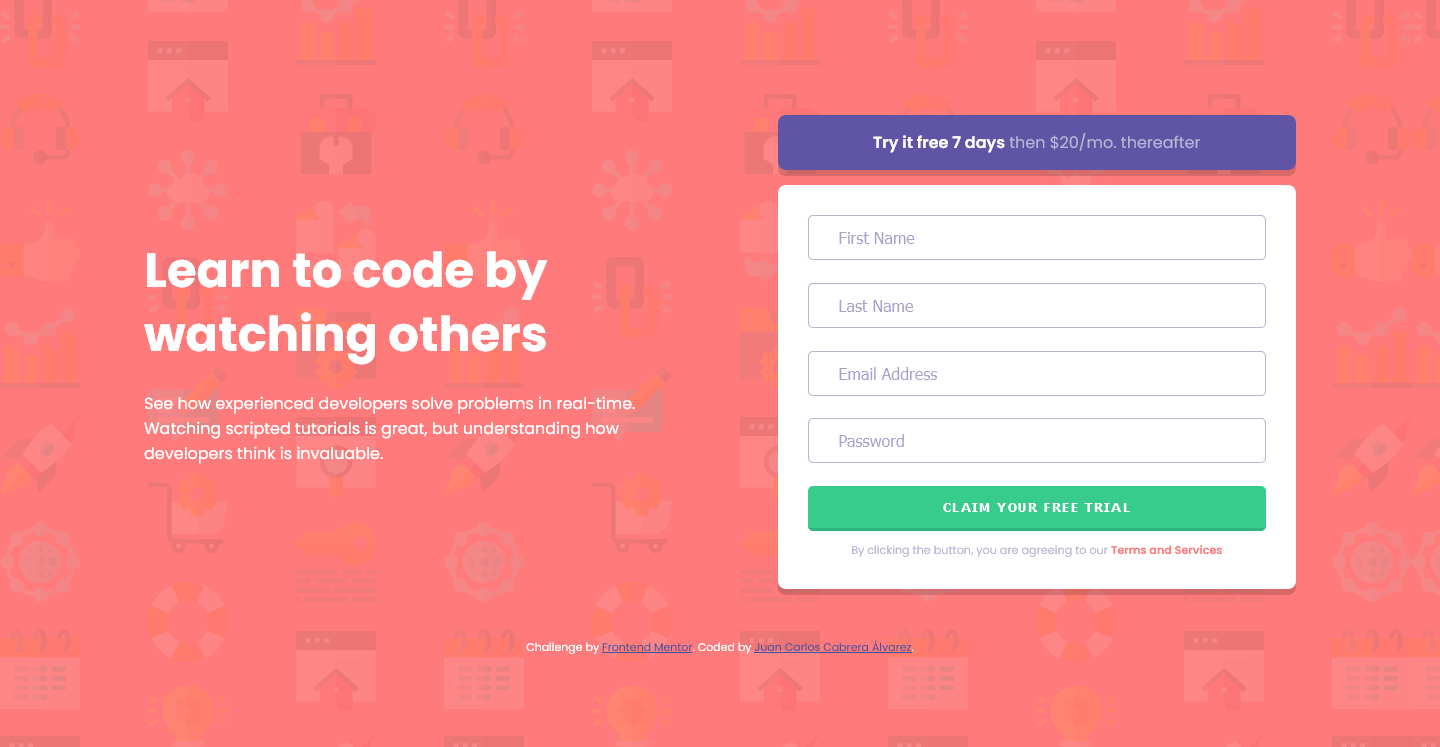 Learn to code by
watching others
See how experienced developers solve problems in real-time.
Watching scripted tutorials is great, but understanding how
developers think is invaluable.
Try it free 7 days then $20/mo. thereafter
First Name
Last Name
Email Address
Password
CLAIM YOUR FREE TRIAL
By clicking the button, you are agreeing to our Terms and Services
Challenge by Frontend Mentor. Coded by Juan Carlos Cabrera Álvarez.